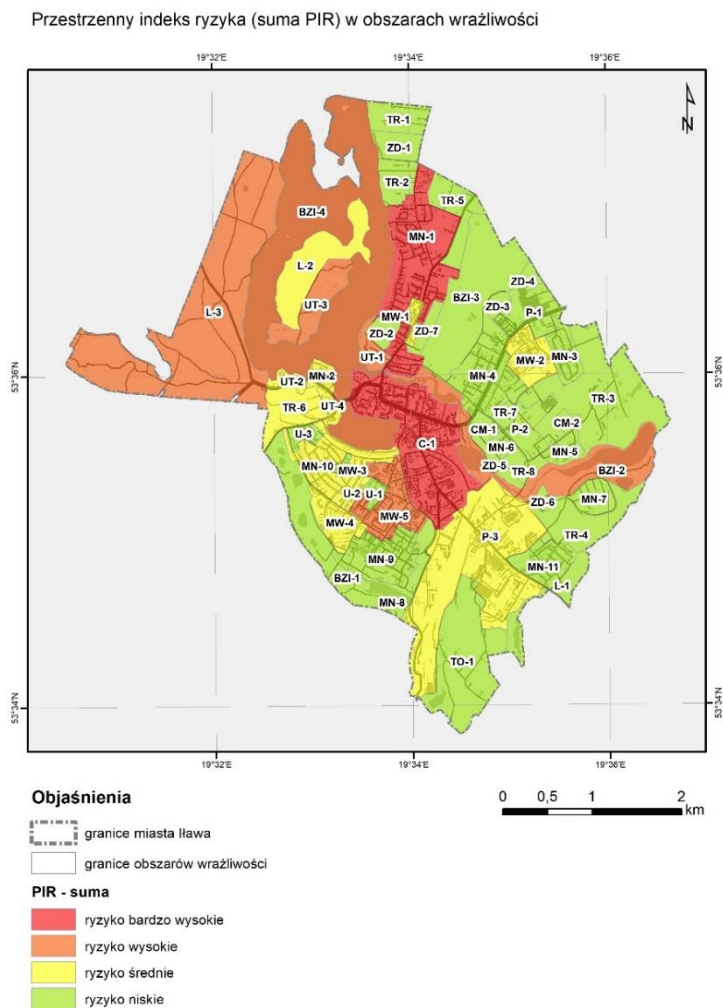 Przestrzenny indeks ryzyka (suma PIR) w obszarach wrażliwości
19°32'E
19°34'E
19°36'E
N
TR-1
ZD-1
TR-2
TR-5
BZI-4
MN-1
L-2
ZD-4
UT-3
BZI-3
ZD-3
L-3
P-1
MW-1
ZD-2
ZD-7
MW-2
MN-3
UT-1
53°36'N
53°36'N
MN-2
MN-4
UT-2
TR-3
TR-6
UT-4
TR-7
CM-2
CM-1
P-2
U-3
C-1
MN-6
MN-5
MN-10
MW-3
ZD-5
TR-8
BZI-2
U-2
U-1
MN-7
MW-4
MW-5
ZD-6
P-3
TR-4
MN-9
MN-11
BZI-1
L-1
MN-8
TO-1
53°34'N
53°34'N
19°32'E
19°34'E
19°36'E
Objaśnienia
0 0,5 1 2
km
granice miasta Iława
granice obszarów wrażliwości
PIR - suma
ryzyko bardzo wysokie
ryzyko wysokie
ryzyko średnie
ryzyko niskie